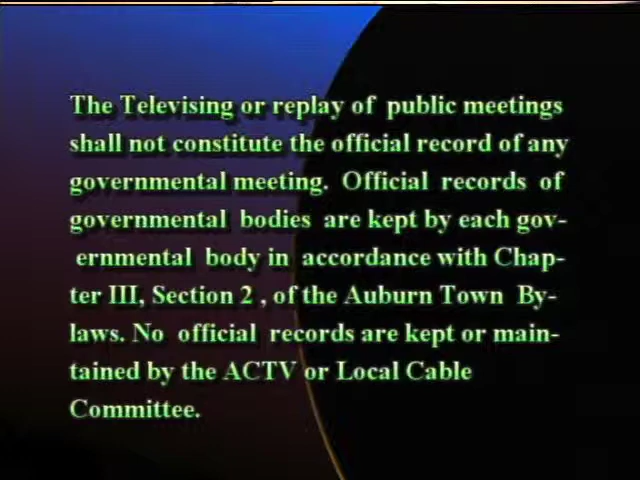 The Televising or replay of public meetings
shall not constitute the official record of any
governmental meeting. Official records of
governmental bodies are kept by each gov-
ernmental body in accordance with Chap-
ter III, Section 2 , of the Auburn Town By-
laws. No official records are kept or main-
tained by the ACTV or Local Cable
Committee.